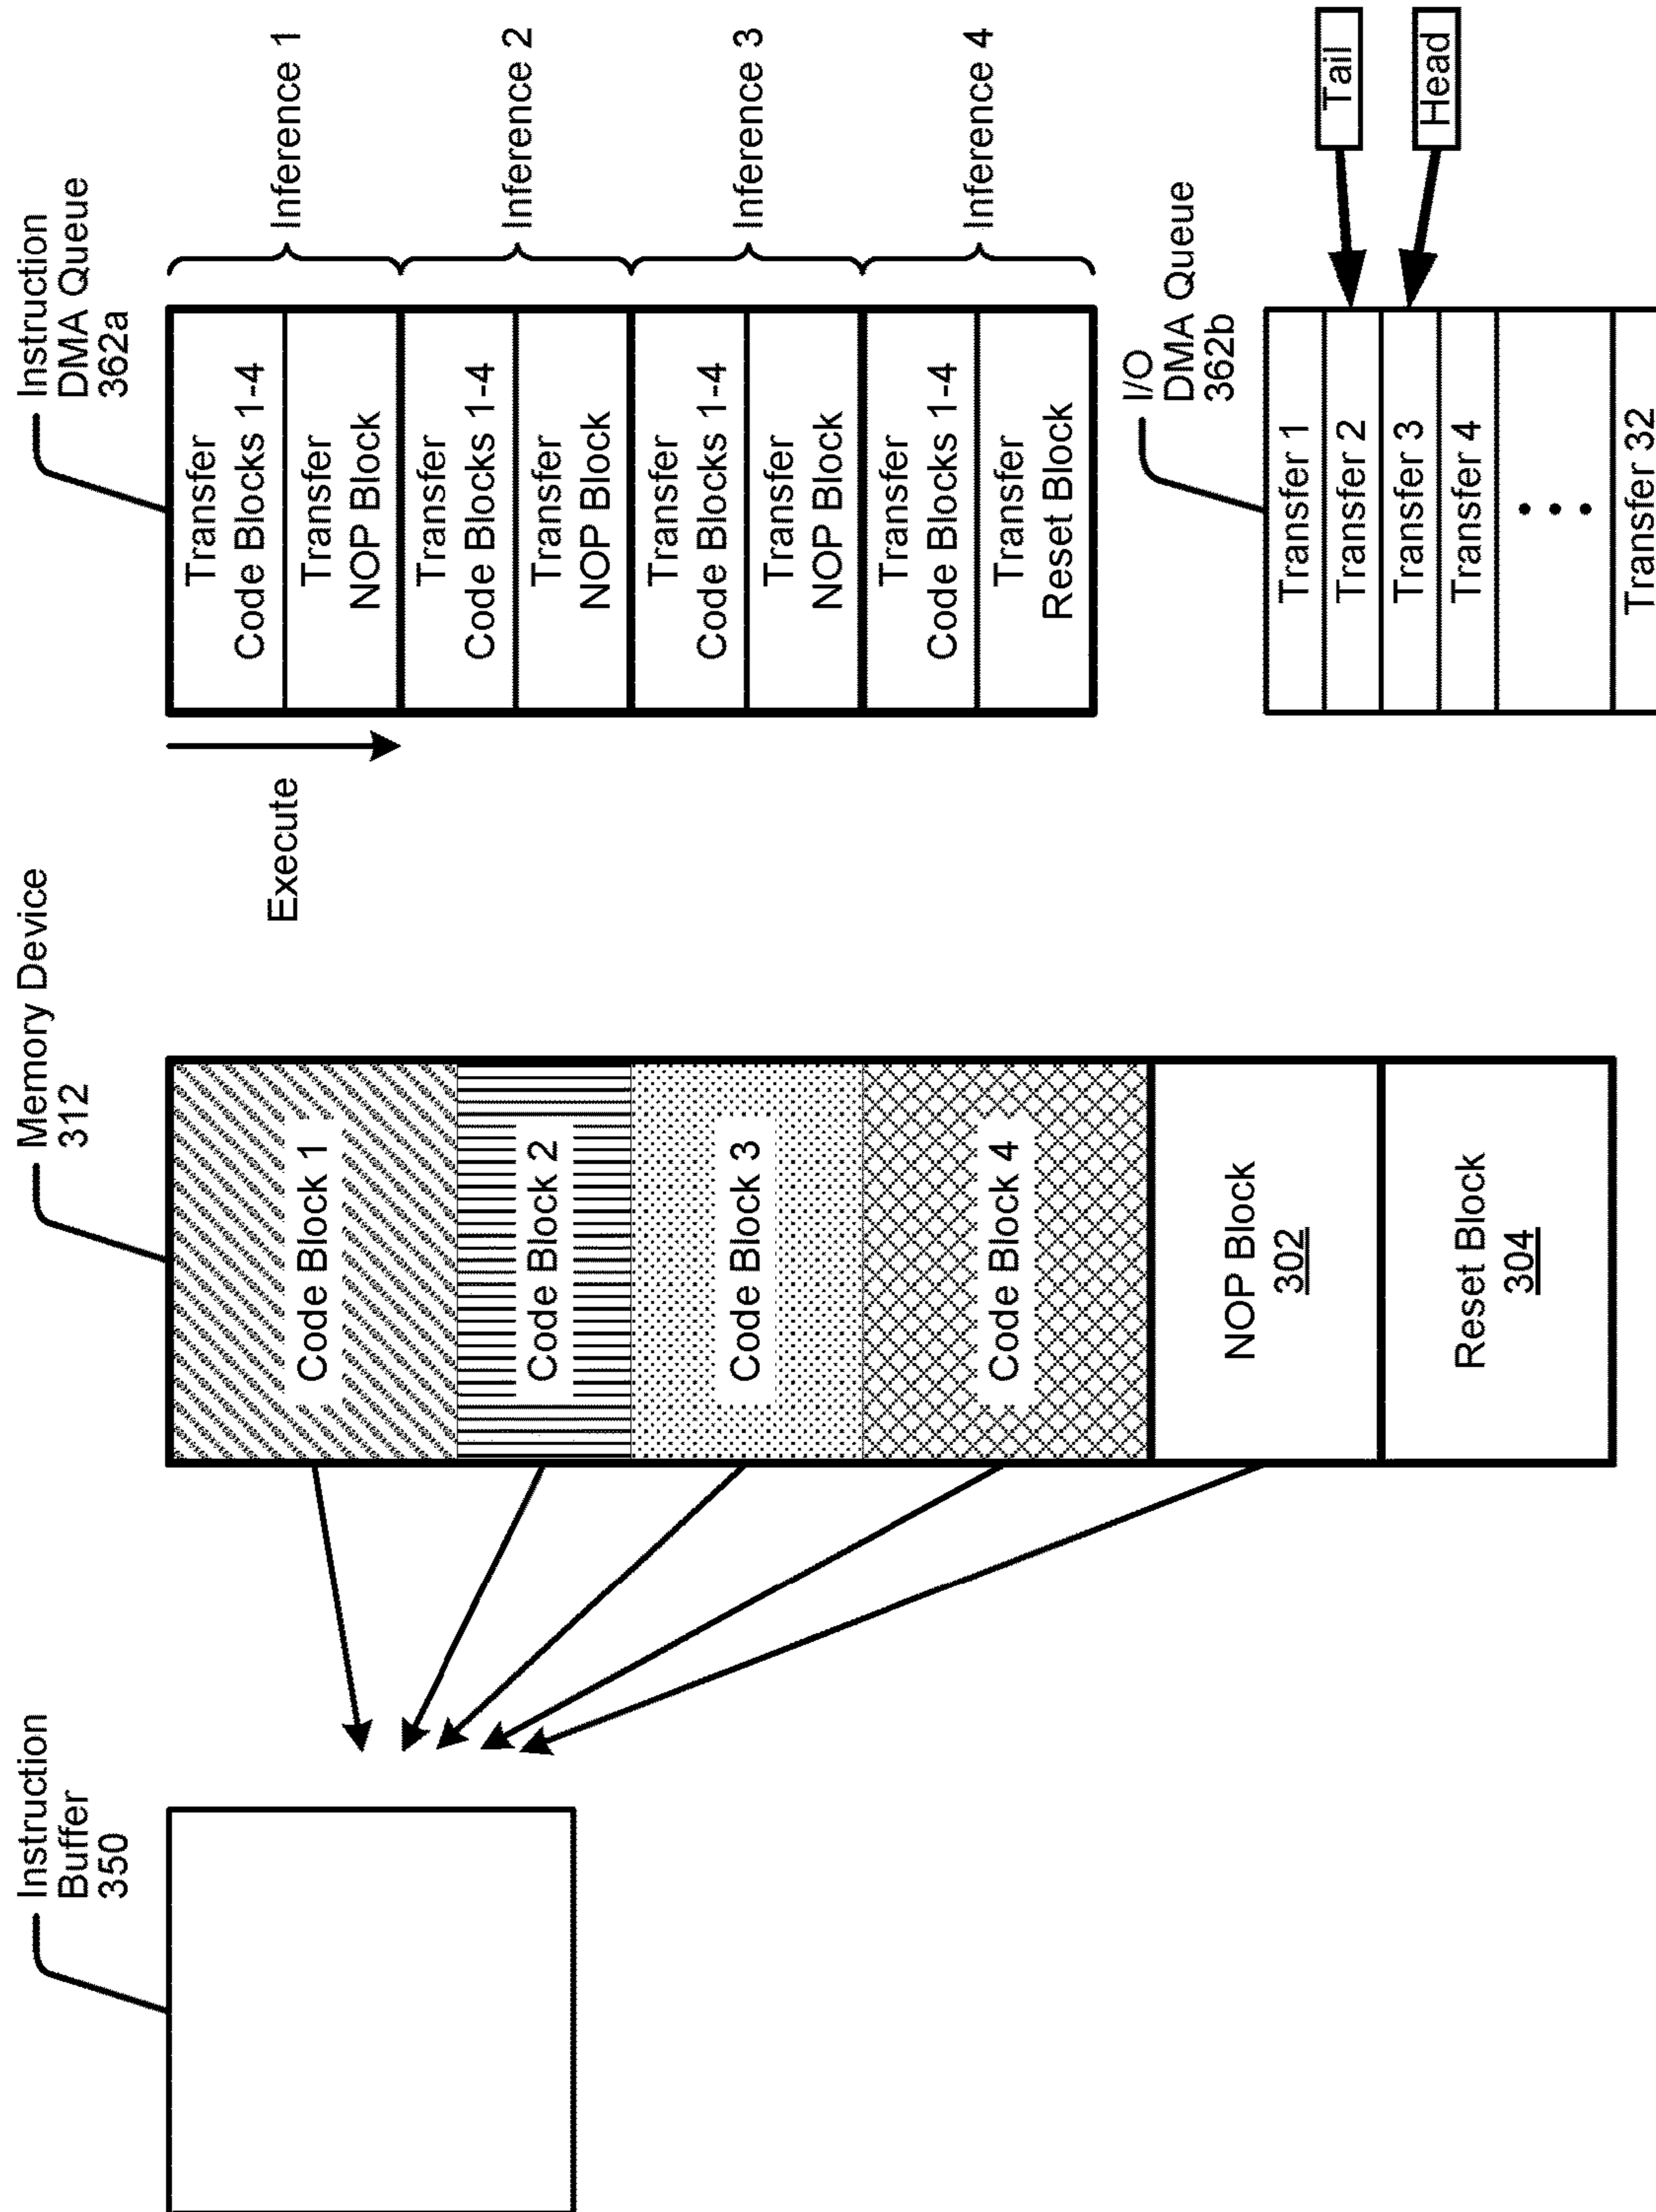 Instruction
Buffer
350
Memory Device
312
Code Block 1
Code Block 2
Code Block 3
Code Block 4
NOP Block
302
Reset Block
304
Execute
Instruction
DMA Queue
362a
Transfer
Code Blocks 1-4
Transfer
NOP Block
Transfer
Code Blocks 1-4
Transfer
NOP Block
Transfer
Code Blocks 1-4
Transfer
NOP Block
Transfer
Code Blocks 1-4
Transfer
Reset Block
Inference 1
Inference 2
Inference 3
Inference 4
I/O
DMA Queue
362b
Transfer 1
Transfer 2
Transfer 3
Transfer 4
• • •
Transfer 32
Tail
Head